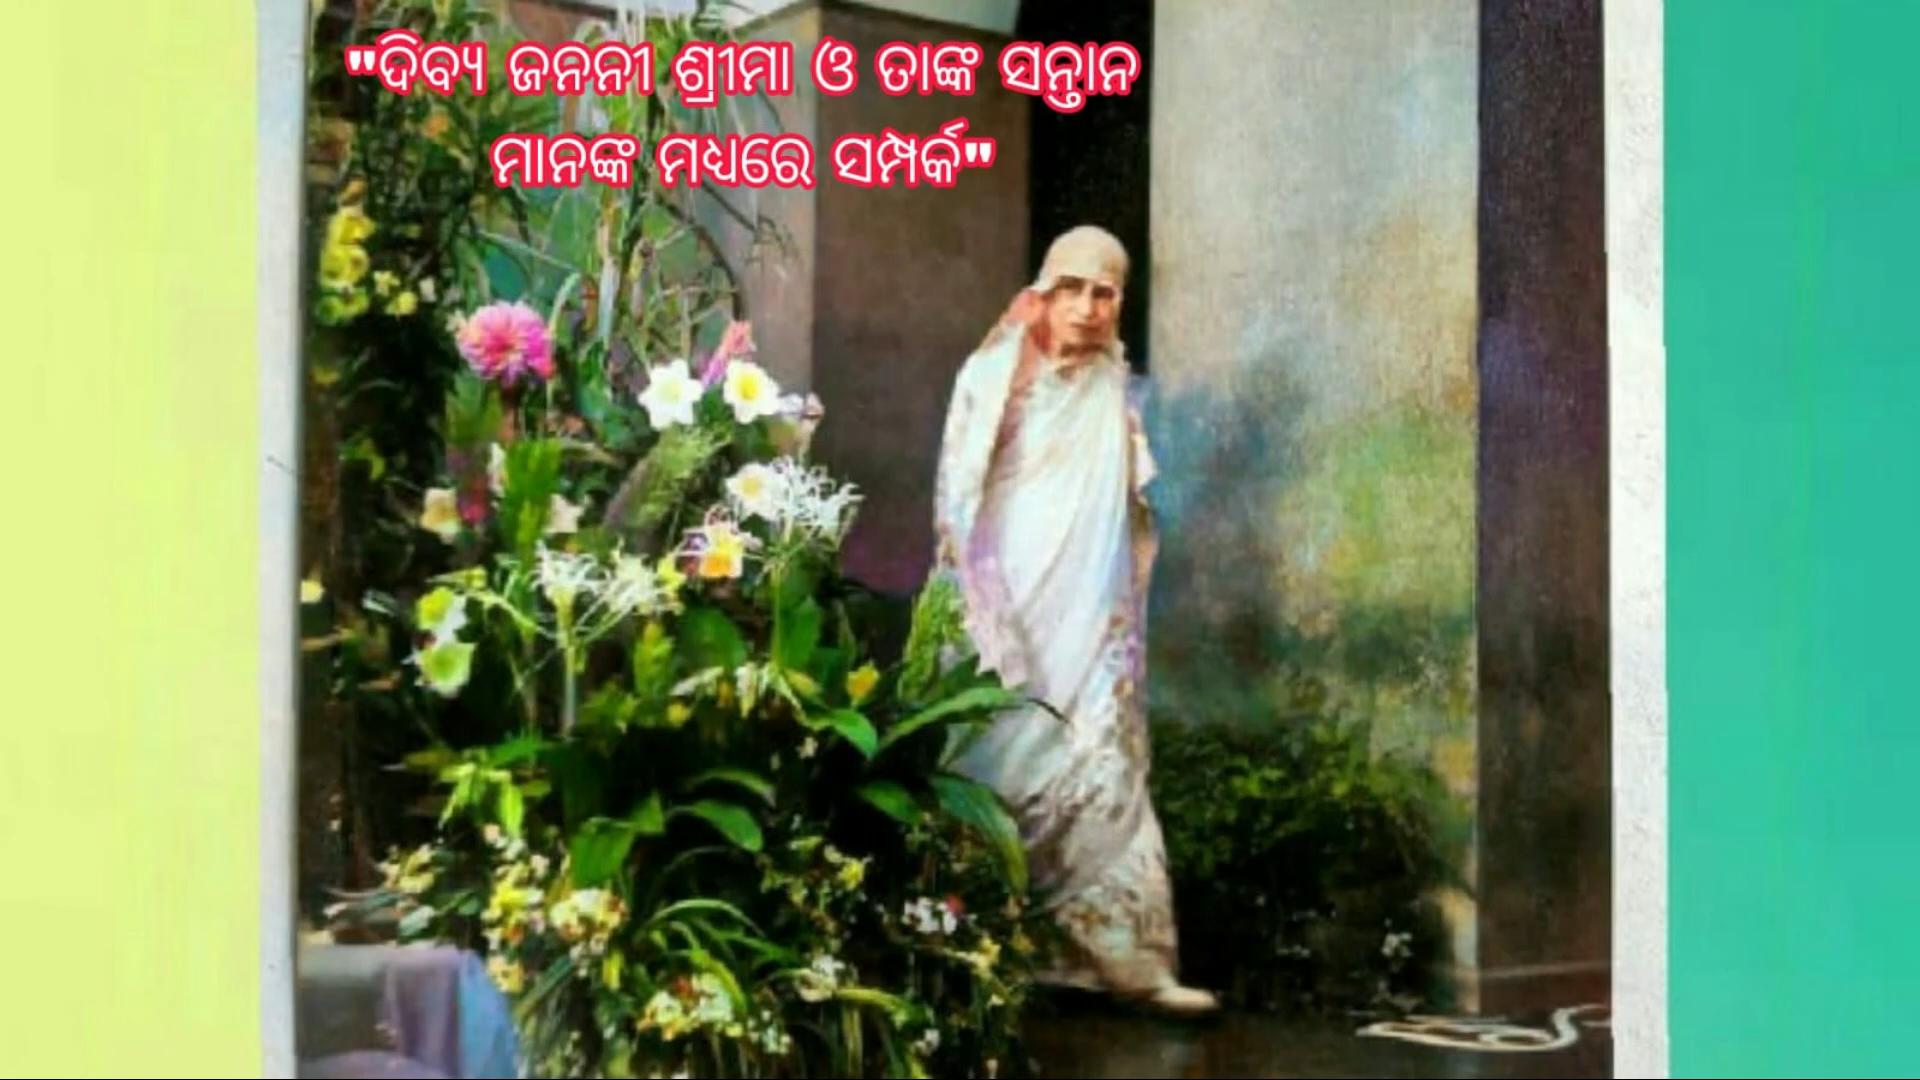 "ଦିବ୍ୟ ଜନନୀ ଶ୍ରୀମା ଓ ତାଙ୍କ ସନ୍ତାନ
ମାନଙ୍କ ମଧ୍ୟରେ ସମ୍ପର୍କ"